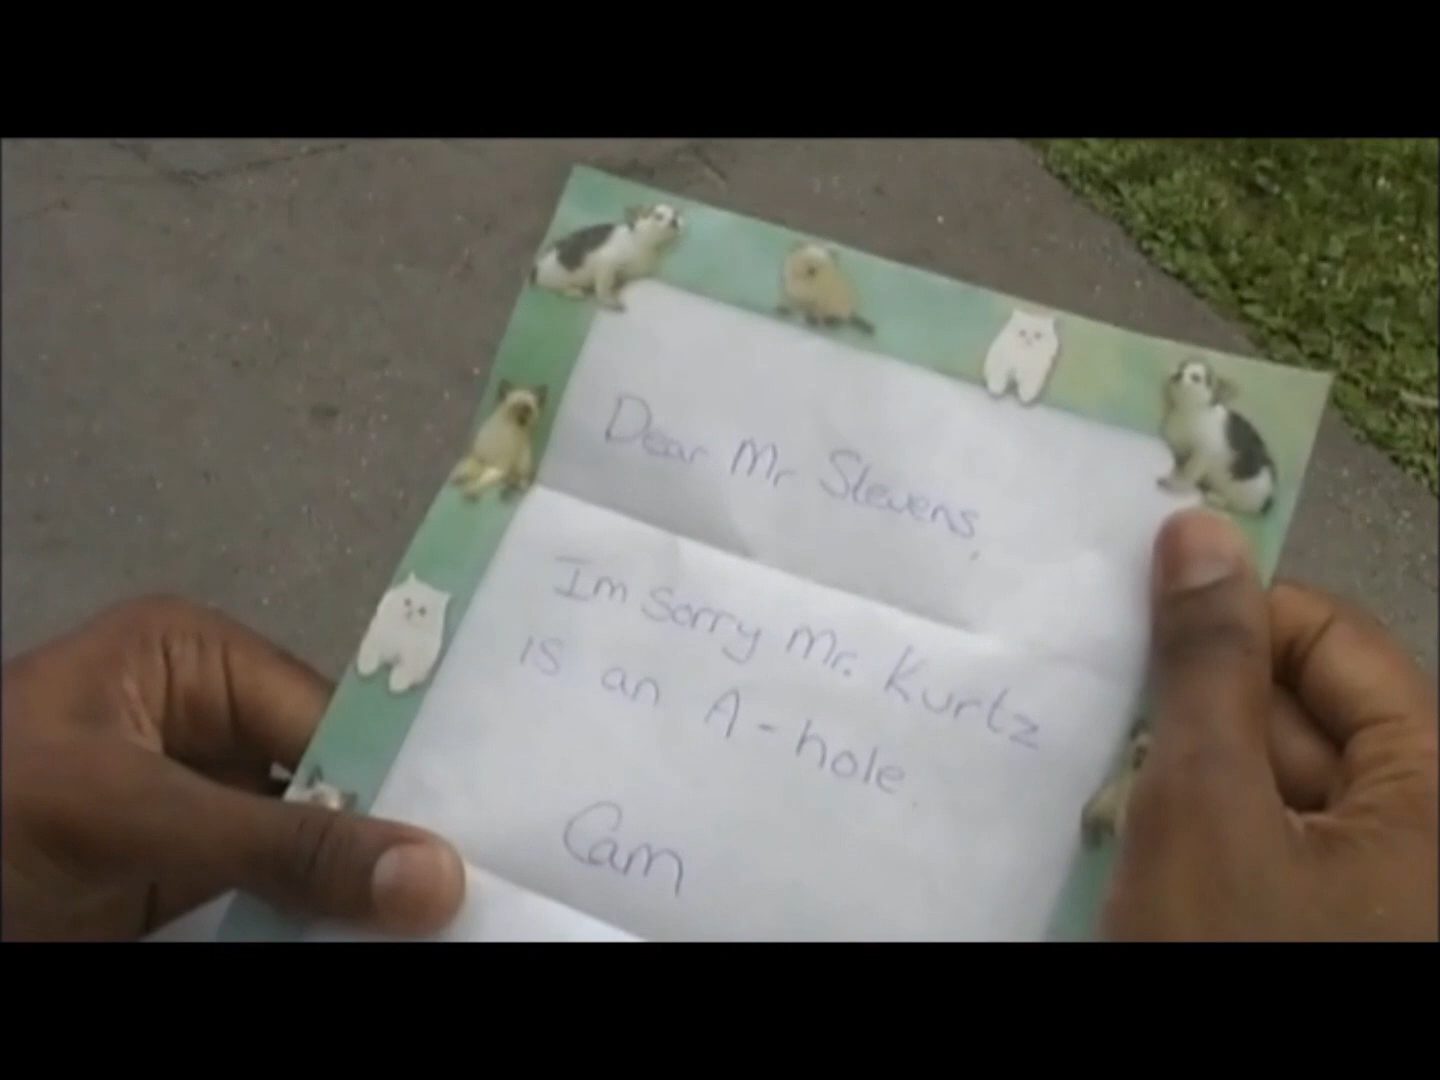 Dear Mr Stevens,
Im sorry Mr. Kurtz
is an A-hole.
Cam